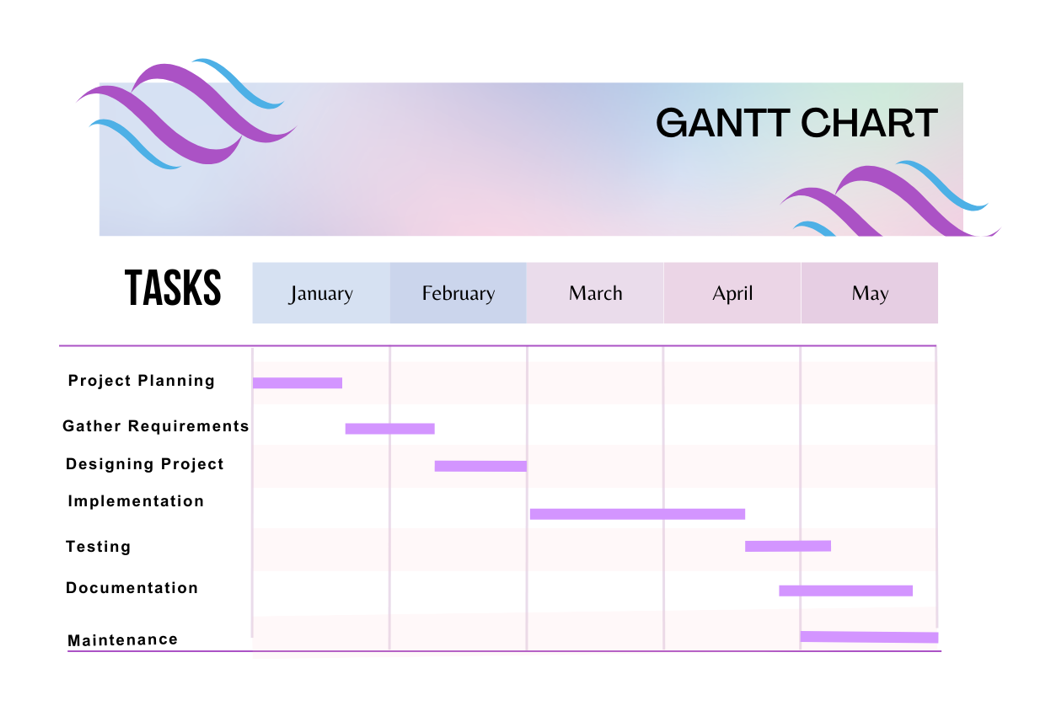 GANTT CHART
TASKS
January February March April May
Project Planning
Gather Requirements
Designing Project
Implementation
Testing
Documentation
Maintenance